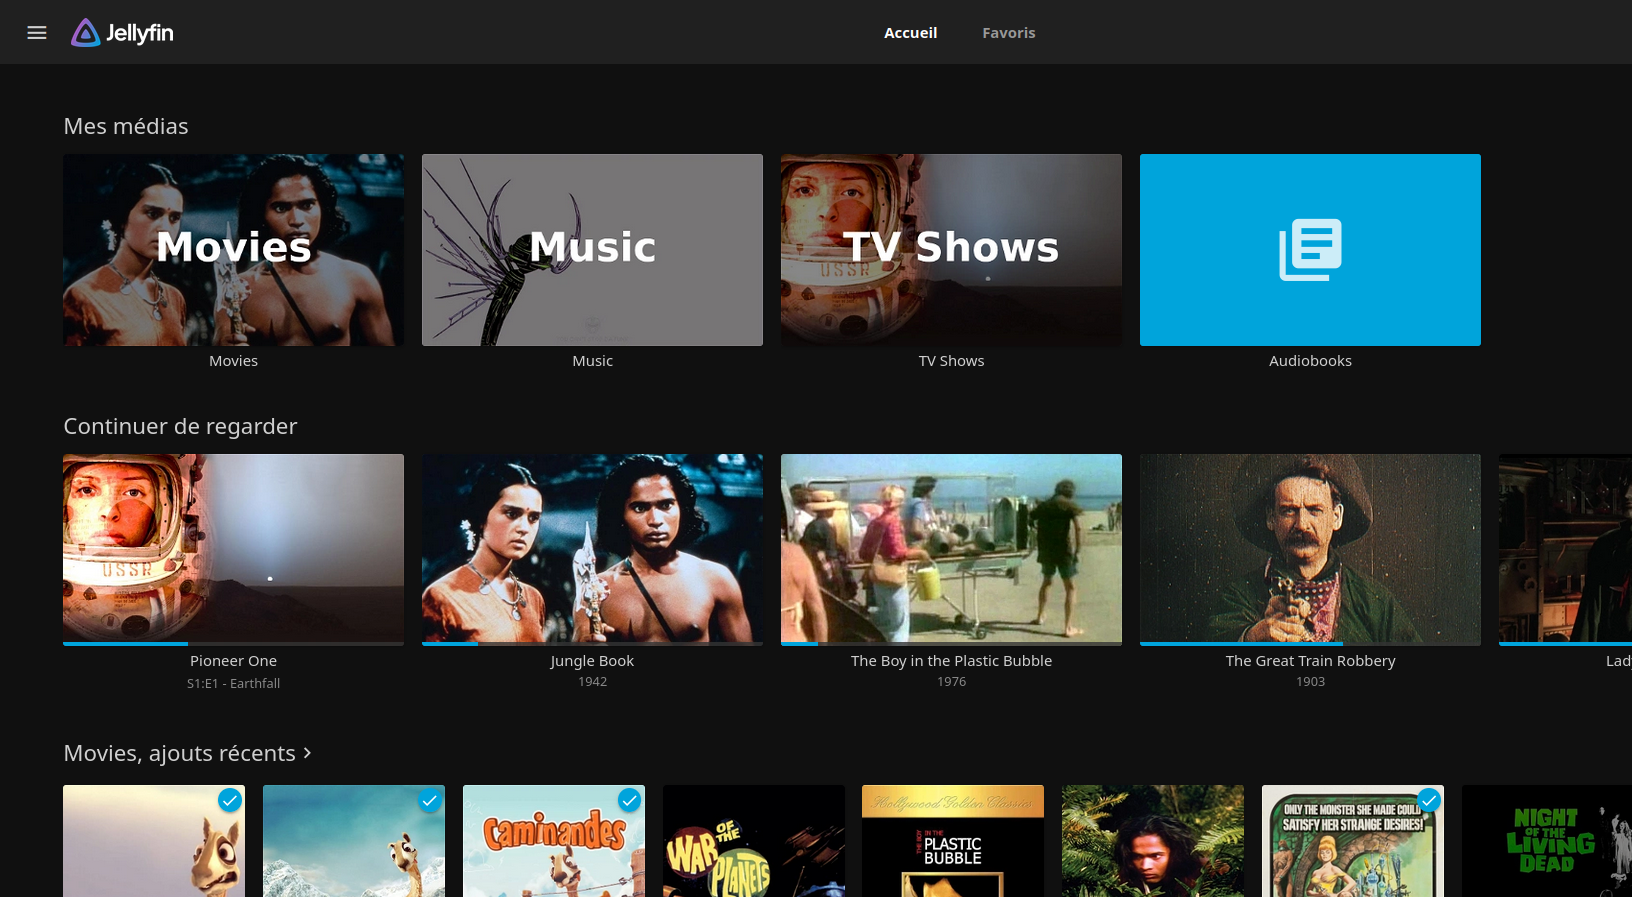 Jellyfin
Accueil
Favoris
Mes médias
Movies
Music
TV Shows
USSR
Movies
Music
TV Shows
Audiobooks
Continuer de regarder
USSR
Pioneer One
Jungle Book
The Boy in the Plastic Bubble
The Great Train Robbery
S1:E1 - Earthfall
1942
1976
1903
Movies, ajouts récents
Caminandes
WAR OF THE PLANETS
Hollywood Golden Classics
THE BOY IN THE
PLASTIC
BUBBLE
ONLY THE MONSTER SHE MADE COULD
SATISFY HER STRANGE DESIRES!
NIGHT
OF THE
LIVING
DEAD